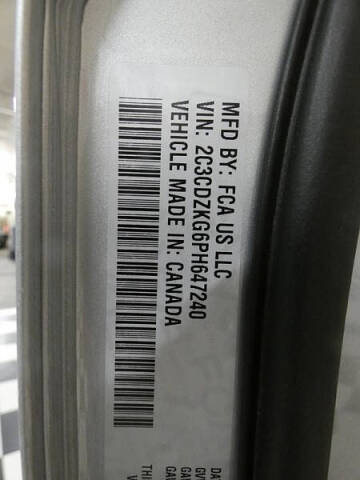 MFD BY: FCA US LLC
VIN: 2C3CDZKG6PH647240
VEHICLE MADE IN: CANADA